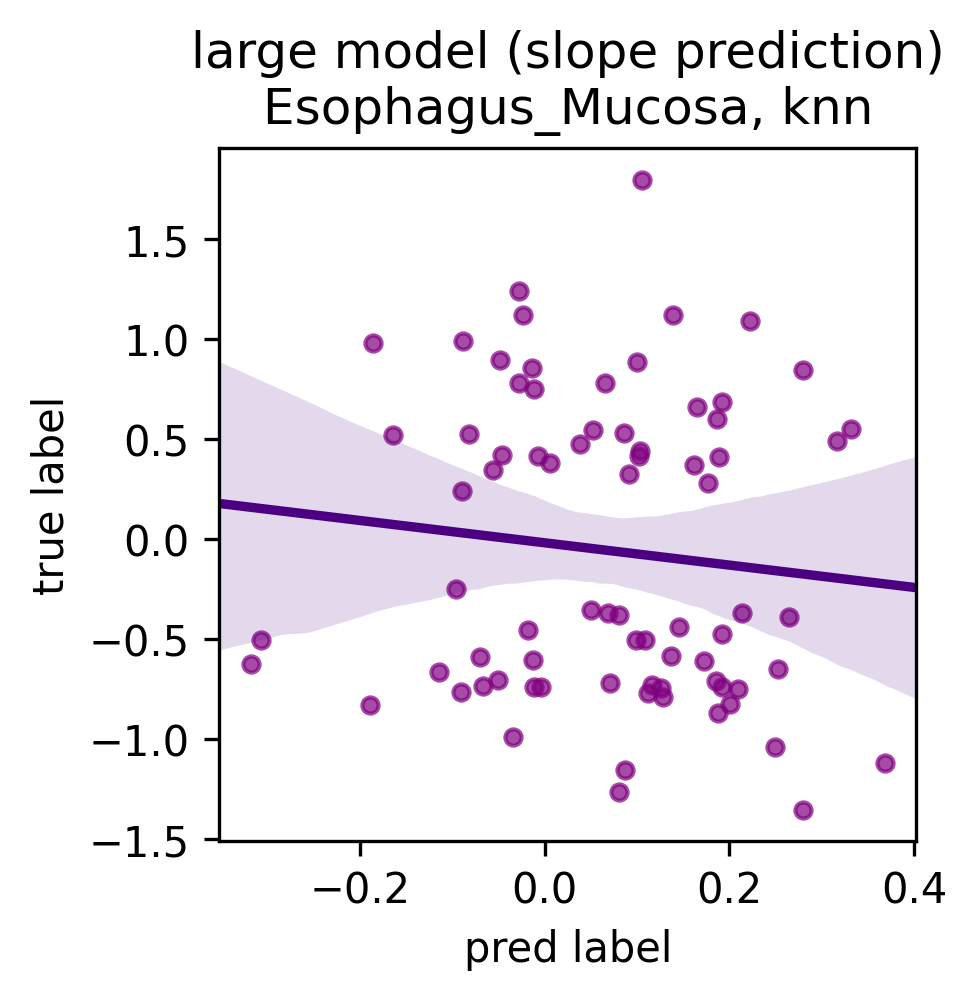 large model (slope prediction)
Esophagus_Mucosa, knn
1.5
1.0
0.5
0.0
−0.5
−1.0
−1.5
true label
−0.2
0.0
0.2
0.4
pred label